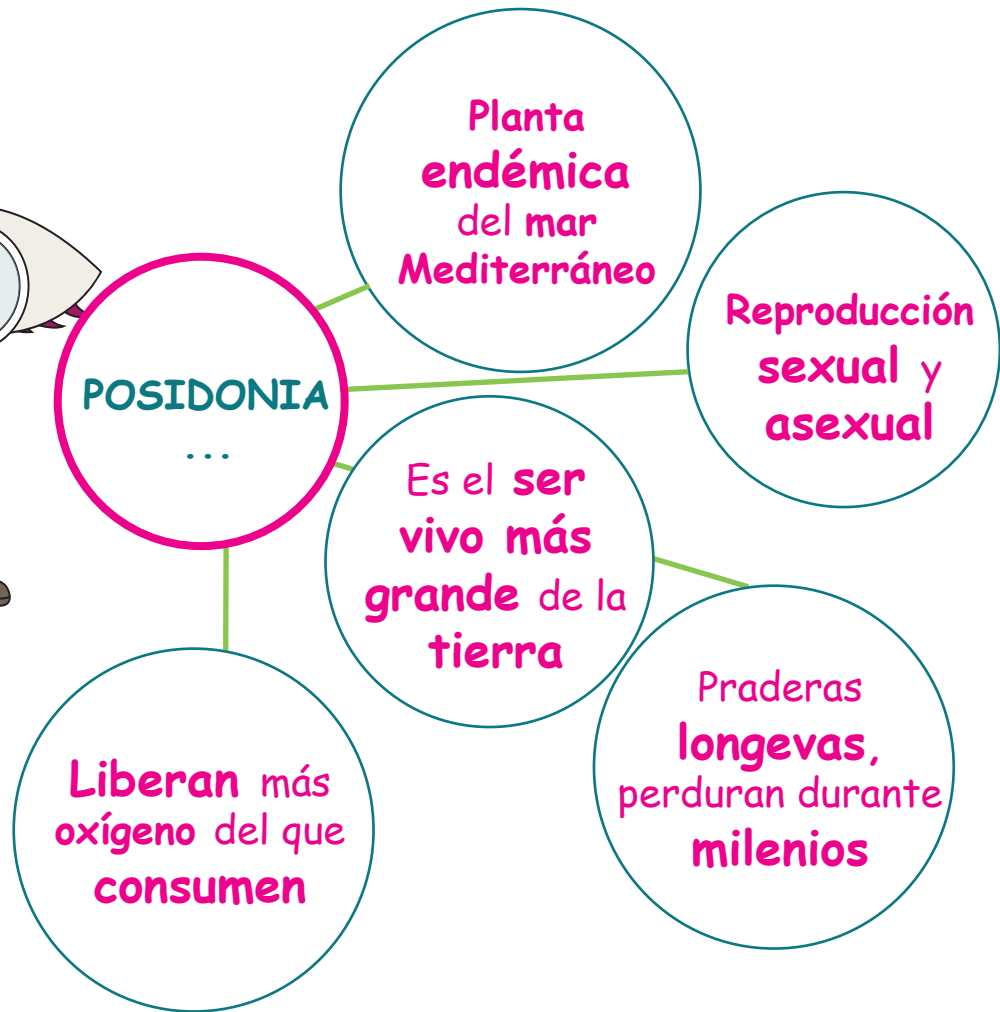 Planta
endémica
del mar
Mediterráneo
Reproducción
sexual y
asexual
POSIDONIA
...
Es el ser
vivo más
grande de la
tierra
Praderas
longevas,
perduran durante
milenios
Liberan más
oxígeno del que
consumen